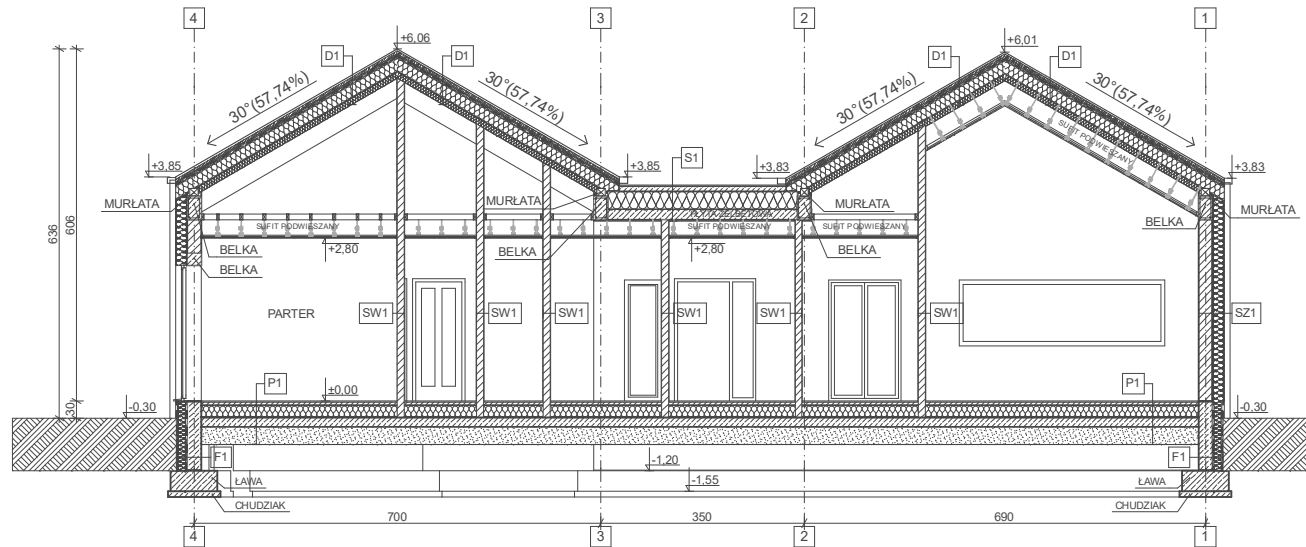 4
3
2
1
+6,06
+6,01
D1
D1
D1
D1
30°(57,74%)
30°(57,74%)
30°(57,74%)
30°(57,74%)
SUFIT PODWIESZANY
+3,85
+3,85
S1
+3,83
+3,83
MURŁATA
MURŁATA
MURŁATA
MURŁATA
PŁYTA ŻELBETOWA
SUFIT PODWIESZANY
SUFIT PODWIESZANY
SUFIT PODWIESZANY
BELKA
BELKA
BELKA
BELKA
BELKA
+2,80
+2,80
636
606
30
PARTER
SW1
SW1
SW1
SW1
SW1
SW1
SZ1
P1
±0,00
P1
-0,30
-0,30
F1
-1,20
F1
ŁAWA
-1,55
ŁAWA
CHUDZIAK
CHUDZIAK
700
350
690
4
3
2
1